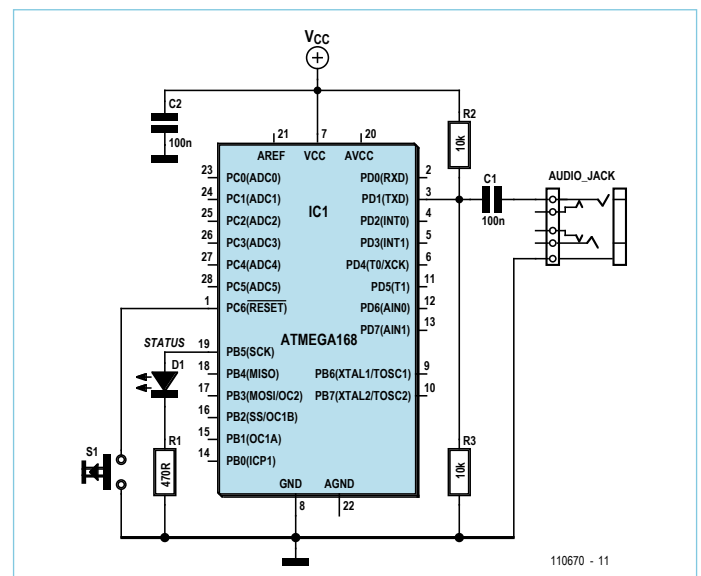 VCC
C2
100n
R2
10k
21
7
20
AREF
VCC
AVCC
C1
100n
AUDIO_JACK
IC1
ATMEGA168
23
PC0(ADC0)
24
PC1(ADC1)
25
PC2(ADC2)
26
PC3(ADC3)
27
PC4(ADC4)
28
PC5(ADC5)
1
PC6(RESET)
19
PB5(SCK)
18
PB4(MISO)
17
PB3(MOSI/OC2)
16
PB2(SS/OC1B)
15
PB1(OC1A)
14
PB0(ICP1)
PD0(RXD)
2
PD1(TXD)
3
PD2(INT0)
4
PD3(INT1)
5
PD4(T0/XCK)
6
PD5(T1)
11
PD6(AIN0)
12
PD7(AIN1)
13
PB6(XTAL1/TOSC1)
9
PB7(XTAL2/TOSC2)
10
STATUS
D1
S1
R1
470R
R3
10k
GND
AGND
8
22
110670 - 11